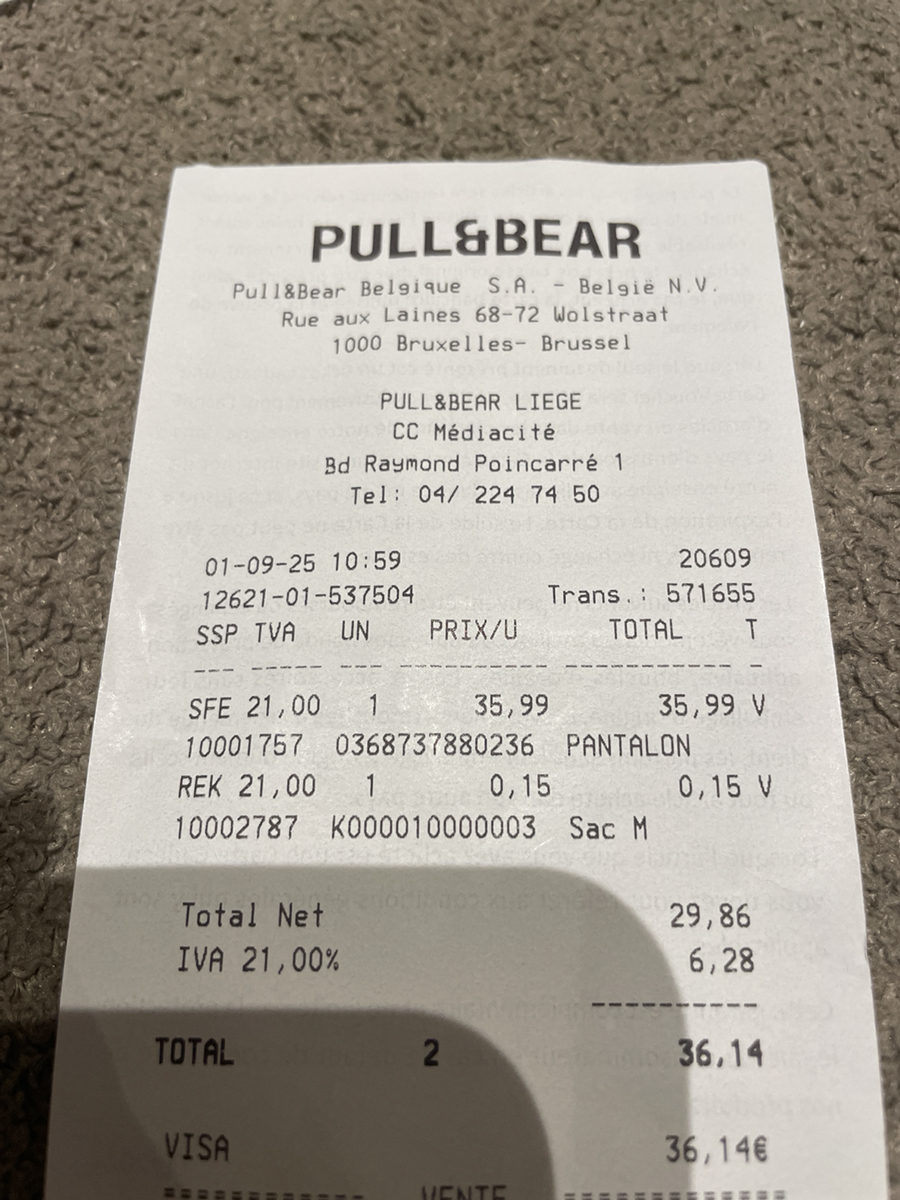 PULL&BEAR
Pull&Bear Belgique S.A. - België N.V.
Rue aux Laines 68-72 Wolstraat
1000 Bruxelles- Brussel
PULL&BEAR LIEGE
CC Médiacité
Bd Raymond Poincarré 1
Tel: 04/ 224 74 50
01-09-25 10:59 20609
12621-01-537504 Trans.: 571655
SSP TVA UN PRIX/U TOTAL T
--- ----- --- ----------- -------------- -
SFE 21,00 1 35,99 35,99 V
10001757 0368737880236 PANTALON
REK 21,00 1 0,15 0,15 V
10002787 K000010000003 Sac M
Total Net 29,86
IVA 21,00% 6,28
-----------
TOTAL 2 36,14
VISA 36,14€
============== VENTE ==============